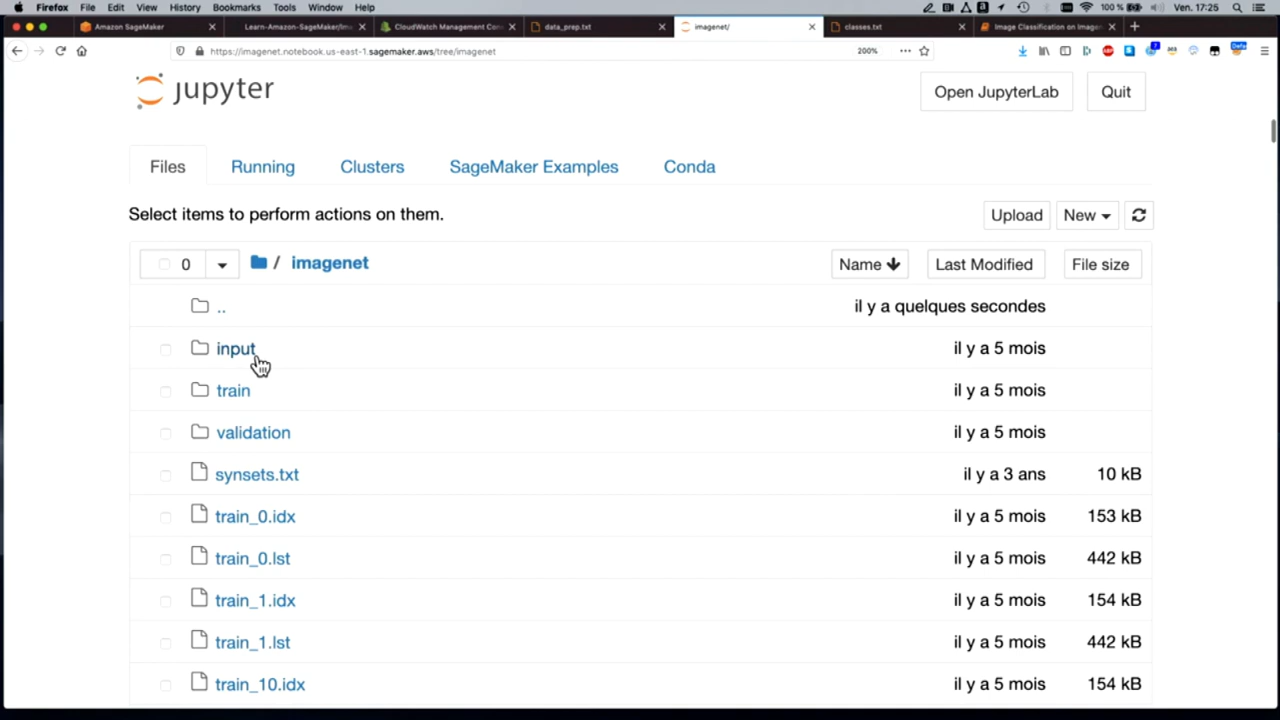 Firefox File Edit View History Bookmarks Tools Window Help 100 % Ven. 17:25
Amazon SageMaker Learn-Amazon-SageMaker/Im CloudWatch Management Con data_prep.txt imagenet/ classes.txt Image Classification on Imagen
https://imagenet.notebook.us-east-1.sagemaker.aws/tree/imagenet 200%
jupyter Open JupyterLab Quit
Files Running Clusters SageMaker Examples Conda
Select items to perform actions on them. Upload New
0 / imagenet Name Last Modified File size
.. il y a quelques secondes
input il y a 5 mois
train il y a 5 mois
validation il y a 5 mois
synsets.txt il y a 3 ans 10 kB
train_0.idx il y a 5 mois 153 kB
train_0.lst il y a 5 mois 442 kB
train_1.idx il y a 5 mois 154 kB
train_1.lst il y a 5 mois 442 kB
train_10.idx il y a 5 mois 154 kB